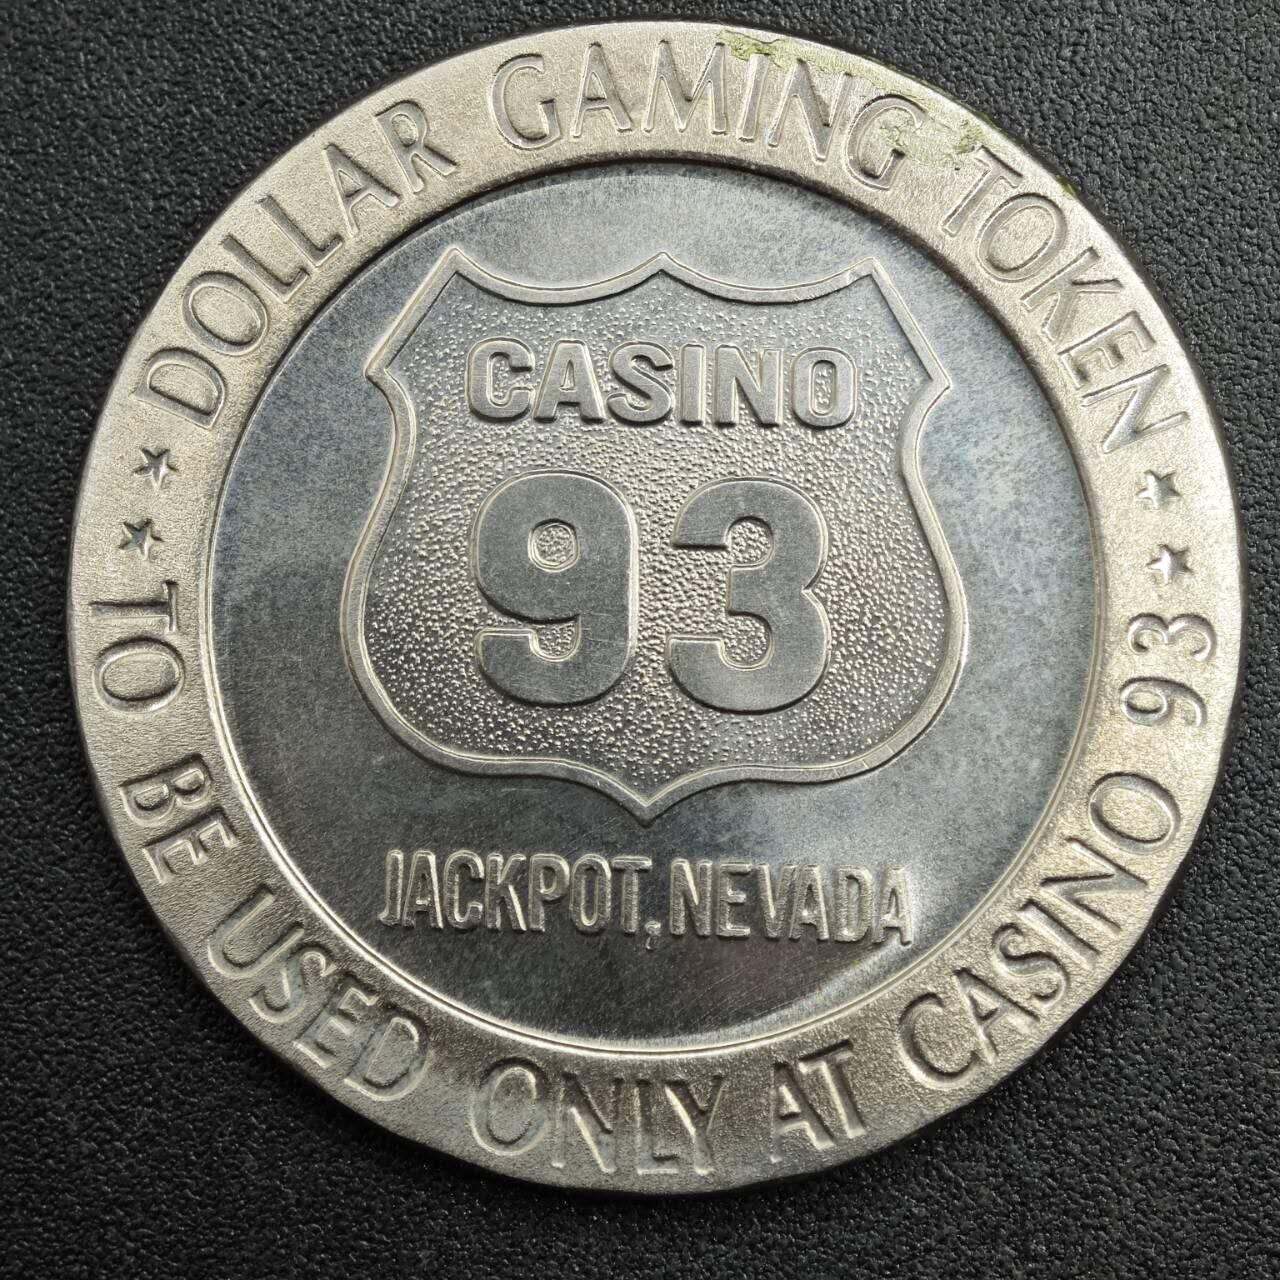 DOLLAR GAMING TOKEN
CASINO
93
JACKPOT, NEVADA
TO BE USED ONLY AT CASINO 93